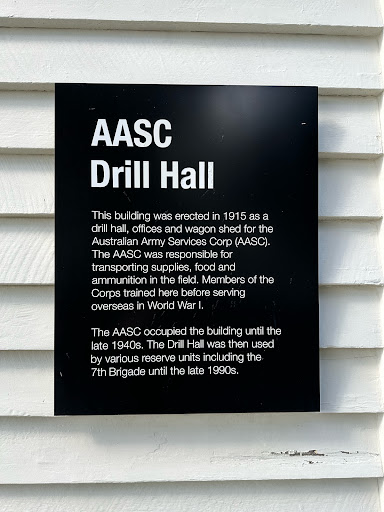 AASC
Drill Hall
This building was erected in 1915 as a
drill hall, offices and wagon shed for the
Australian Army Services Corp (AASC).
The AASC was responsible for
transporting supplies, food and
ammunition in the field. Members of the
Corps trained here before serving
overseas in World War I.
The AASC occupied the building until the
late 1940s. The Drill Hall was then used
by various reserve units including the
7th Brigade until the late 1990s.